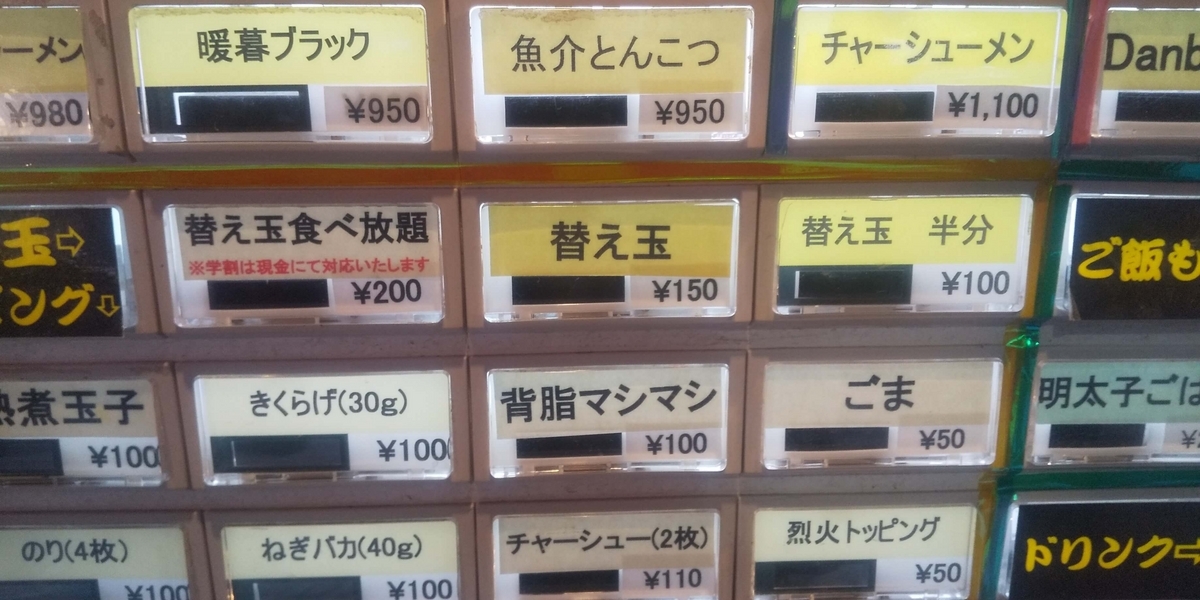 ーメン
¥980
暖暮ブラック
¥950
魚介とんこつ
¥950
チャーシューメン
¥1,100
Danb
玉⇨
ピング⇩
替え玉食べ放題
※学割は現金にて対応いたします
¥200
替え玉
¥150
替え玉 半分
¥100
ご飯も
煮玉子
¥100
きくらげ(30g)
¥100
背脂マシマシ
¥100
ごま
¥50
明太子ごは
のり(4枚)
¥100
ねぎバカ(40g)
¥100
チャーシュー(2枚)
¥110
烈火トッピング
¥50
ドリンク⇨